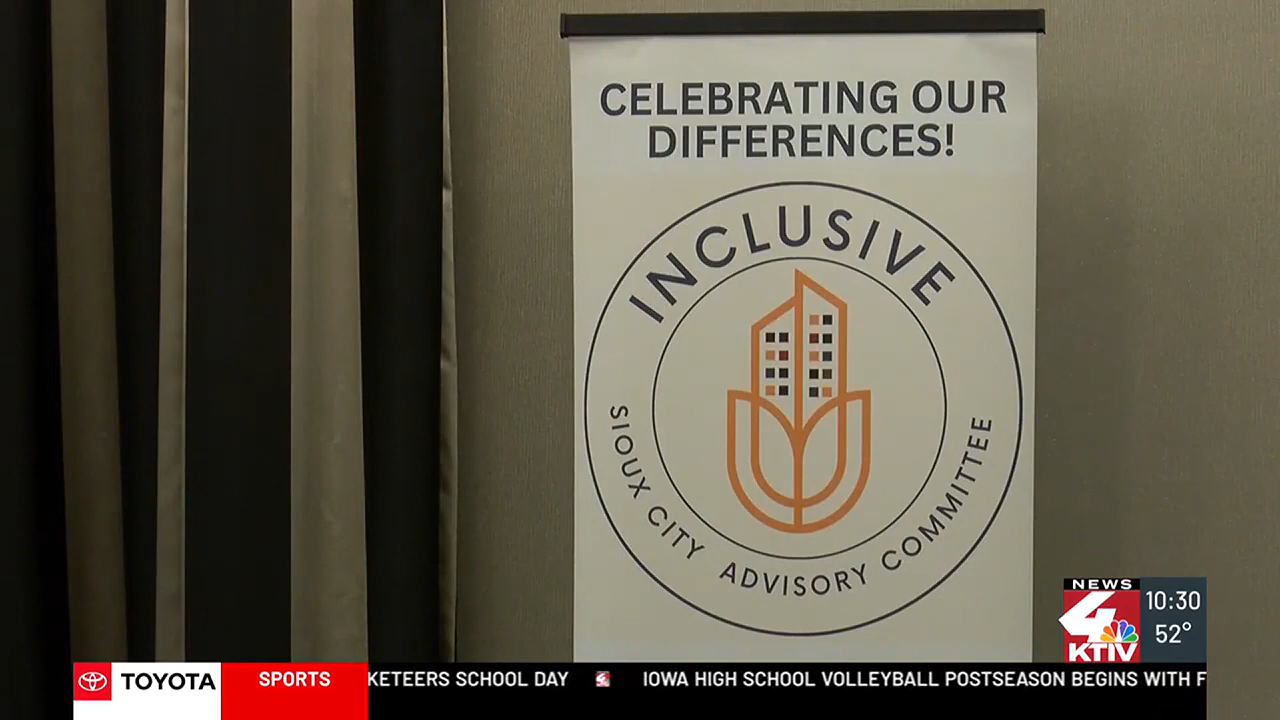 CELEBRATING OUR
DIFFERENCES!
INCLUSIVE
SIOUX CITY ADVISORY COMMITTEE
NEWS
4
KTIV
10:30
52°
TOYOTA
SPORTS
KETEERS SCHOOL DAY
4
IOWA HIGH SCHOOL VOLLEYBALL POSTSEASON BEGINS WITH F